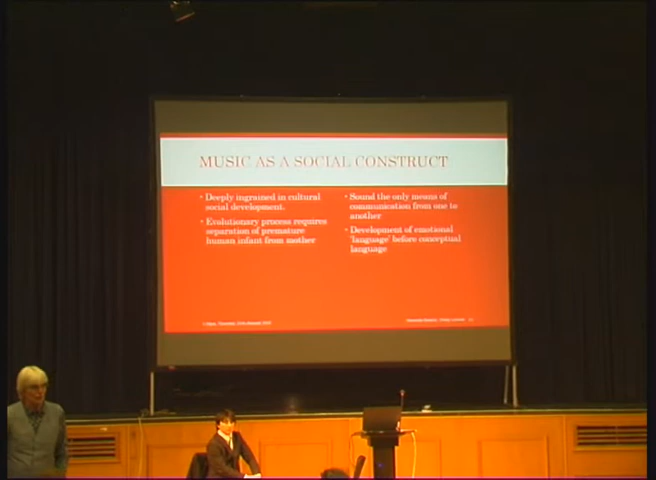 MUSIC AS A SOCIAL CONSTRUCT
• Deeply ingrained in cultural
social development.
• Evolutionary process requires
separation of premature
human infant from mother
• Sound the only means of
communication from one to
another
• Development of emotional
'language' before conceptual
language